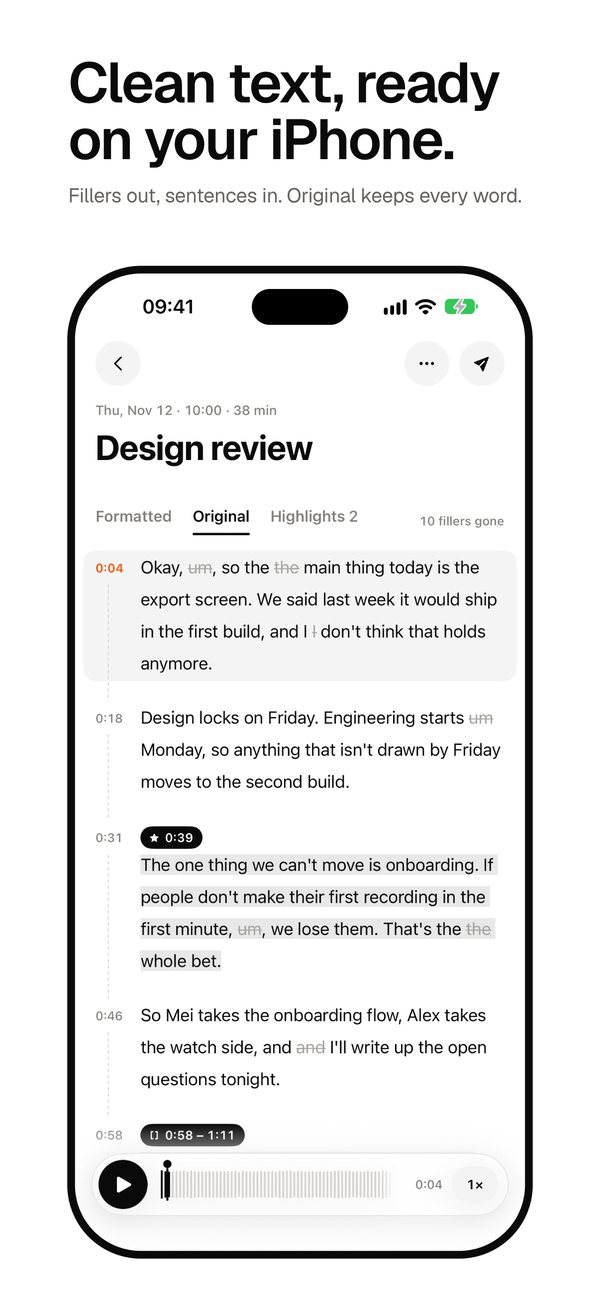 Clean text, ready
on your iPhone.
Fillers out, sentences in. Original keeps every word.
09:41
Thu, Nov 12 · 10:00 · 38 min
Design review
Formatted Original Highlights 2 10 fillers gone
0:04 Okay, um, so the the main thing today is the
export screen. We said last week it would ship
in the first build, and I I don't think that holds
anymore.
0:18 Design locks on Friday. Engineering starts um
Monday, so anything that isn't drawn by Friday
moves to the second build.
0:31 ★ 0:39
The one thing we can't move is onboarding. If
people don't make their first recording in the
first minute, um, we lose them. That's the the
whole bet.
0:46 So Mei takes the onboarding flow, Alex takes
the watch side, and and I'll write up the open
questions tonight.
0:58 [] 0:58 – 1:11
0:04 1×